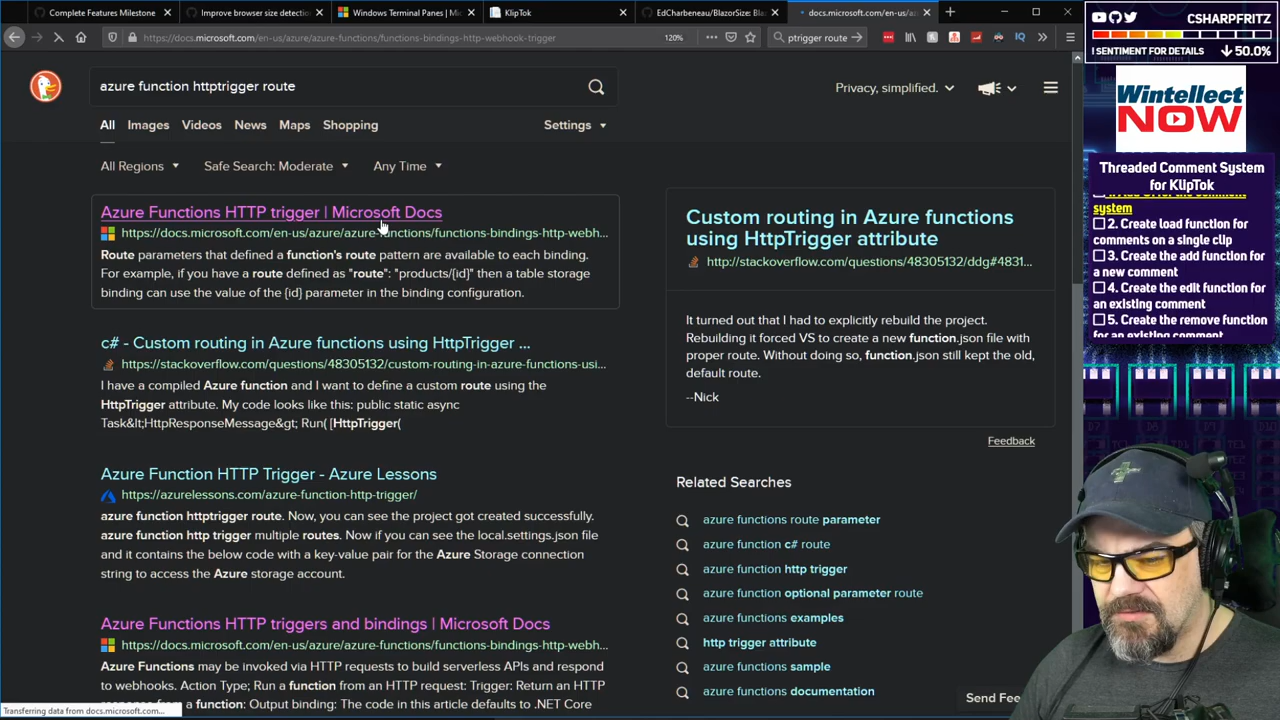 Complete Features Milestone
Improve browser size detection
Windows Terminal Panes | Mic
KlipTok
EdCharbeneau/BlazorSize: Blaz
docs.microsoft.com/en-us/az
https://docs.microsoft.com/en-us/azure/azure-functions/functions-bindings-http-webhook-trigger
120%
ptrigger route
azure function httptrigger route
Privacy, simplified.
All Images Videos News Maps Shopping
Settings
All Regions Safe Search: Moderate Any Time
Azure Functions HTTP trigger | Microsoft Docs
https://docs.microsoft.com/en-us/azure/azure-functions/functions-bindings-http-webh...
Route parameters that defined a function's route pattern are available to each binding.
For example, if you have a route defined as "route": "products/{id}" then a table storage
binding can use the value of the {id} parameter in the binding configuration.
c# - Custom routing in Azure functions using HttpTrigger ...
https://stackoverflow.com/questions/48305132/custom-routing-in-azure-functions-usi...
I have a compiled Azure function and I want to define a custom route using the
HttpTrigger attribute. My code looks like this: public static async
Task&lt;HttpResponseMessage&gt; Run( [HttpTrigger(
Azure Function HTTP Trigger - Azure Lessons
https://azurelessons.com/azure-function-http-trigger/
azure function httptrigger route. Now, you can see the project got created successfully.
azure function http trigger multiple routes. Now if you can see the local.settings.json file
and it contains the below code with a key-value pair for the Azure Storage connection
string to access the Azure storage account.
Azure Functions HTTP triggers and bindings | Microsoft Docs
https://docs.microsoft.com/en-us/azure/azure-functions/functions-bindings-http-webh...
Azure Functions may be invoked via HTTP requests to build serverless APIs and respond
to webhooks. Action Type; Run a function from an HTTP request: Trigger: Return an HTTP
response from a function: Output binding: The code in this article defaults to .NET Core
Transferring data from docs.microsoft.com...
Custom routing in Azure functions
using HttpTrigger attribute
http://stackoverflow.com/questions/48305132/ddg#4831...
It turned out that I had to explicitly rebuild the project.
Rebuilding it forced VS to create a new function.json file with
proper route. Without doing so, function.json still kept the old,
default route.
--Nick
Feedback
Related Searches
azure functions route parameter
azure function c# route
azure function http trigger
azure function optional parameter route
azure function examples
http trigger attribute
azure functions sample
azure functions documentation
Send Fee
CSHARPFRITZ
! SENTIMENT FOR DETAILS
50.0%
Wintellect
NOW
Threaded Comment System
for KlipTok
system
2. Create load function for
comments on a single clip
3. Create the add function for
a new comment
4. Create the edit function for
an existing comment
5. Create the remove function
for an existing comment